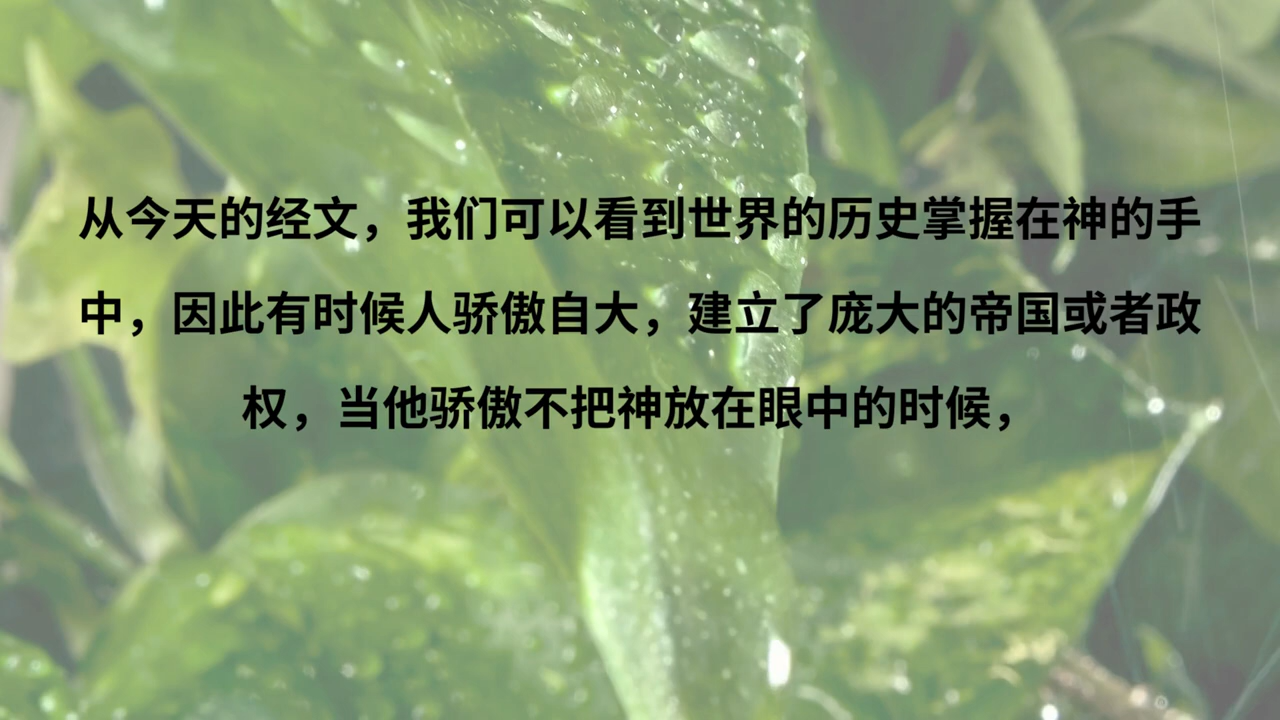 从今天的经文，我们可以看到世界的历史掌握在神的手
中，因此有时候人骄傲自大，建立了庞大的帝国或者政
权，当他骄傲不把神放在眼中的时候，